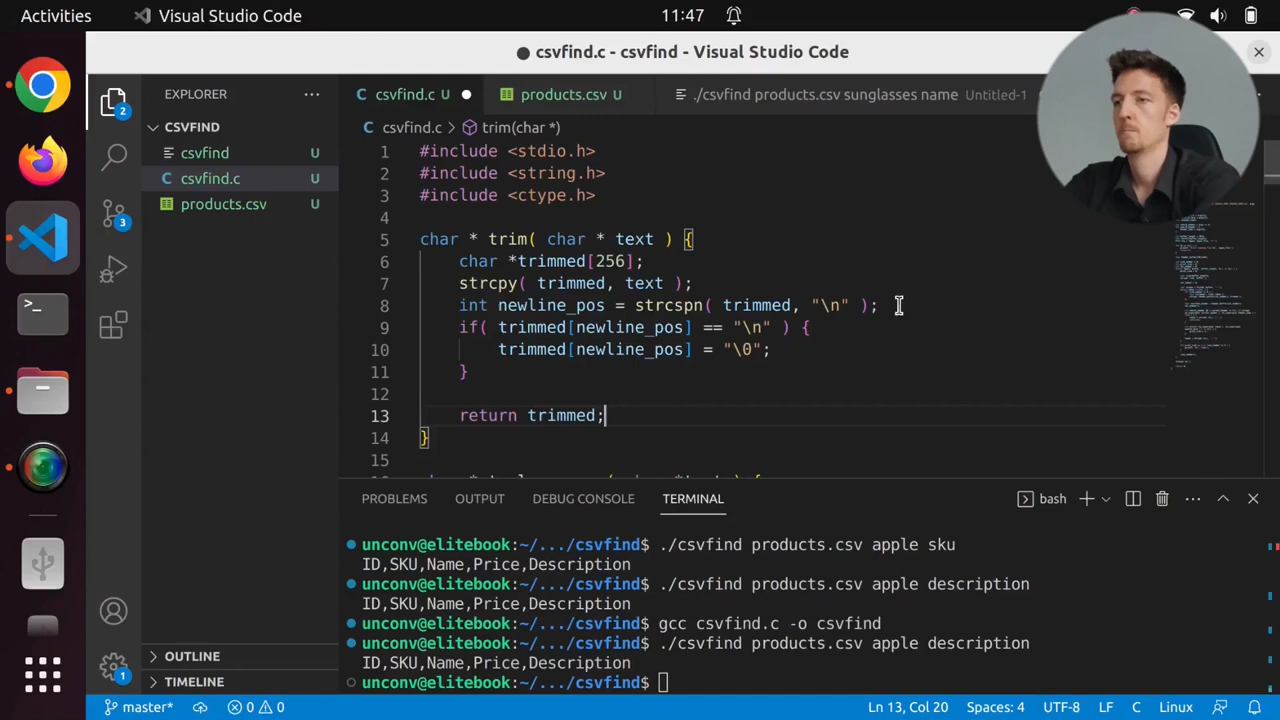 Activities Visual Studio Code 11:47
csvfind.c - csvfind - Visual Studio Code
EXPLORER
csvfind.c U
products.csv U
./csvfind products.csv sunglasses name Untitled-1
CSVFIND
csvfind U
csvfind.c U
products.csv U
csvfind.c > trim(char *)
1 #include <stdio.h>
2 #include <string.h>
3 #include <ctype.h>
4
5 char * trim( char * text ) {
6 char *trimmed[256];
7 strcpy( trimmed, text );
8 int newline_pos = strcspn( trimmed, "\n" );
9 if( trimmed[newline_pos] == "\n" ) {
10 trimmed[newline_pos] = "\0";
11 }
12
13 return trimmed;
14 }
15
PROBLEMS OUTPUT DEBUG CONSOLE TERMINAL bash
unconv@elitebook:~/.../csvfind$ ./csvfind products.csv apple sku
ID,SKU,Name,Price,Description
unconv@elitebook:~/.../csvfind$ ./csvfind products.csv apple description
ID,SKU,Name,Price,Description
unconv@elitebook:~/.../csvfind$ gcc csvfind.c -o csvfind
unconv@elitebook:~/.../csvfind$ ./csvfind products.csv apple description
ID,SKU,Name,Price,Description
unconv@elitebook:~/.../csvfind$
2
3
1
OUTLINE
TIMELINE
master* 0 0 Ln 13, Col 20 Spaces: 4 UTF-8 LF C Linux